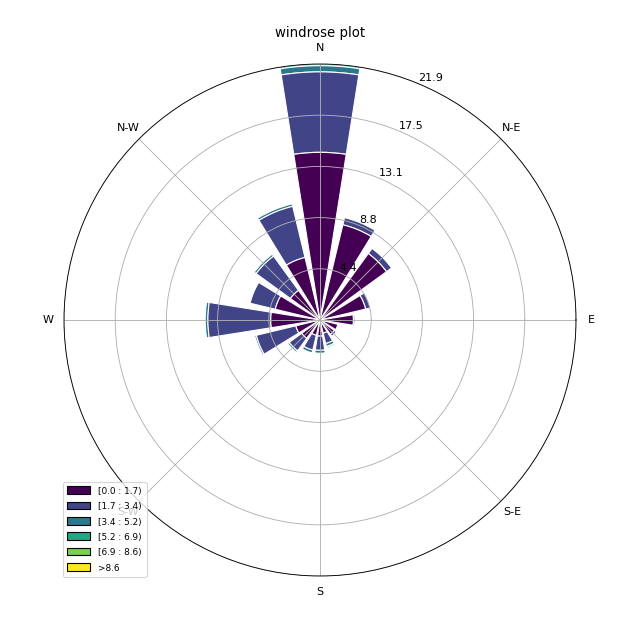 windrose plot
N
21.9
N-W
N-E
17.5
13.1
8.8
4.4
W
E
[0.0 : 1.7)
[1.7 : 3.4)
S-W
S-E
[3.4 : 5.2)
[5.2 : 6.9)
[6.9 : 8.6)
>8.6
S